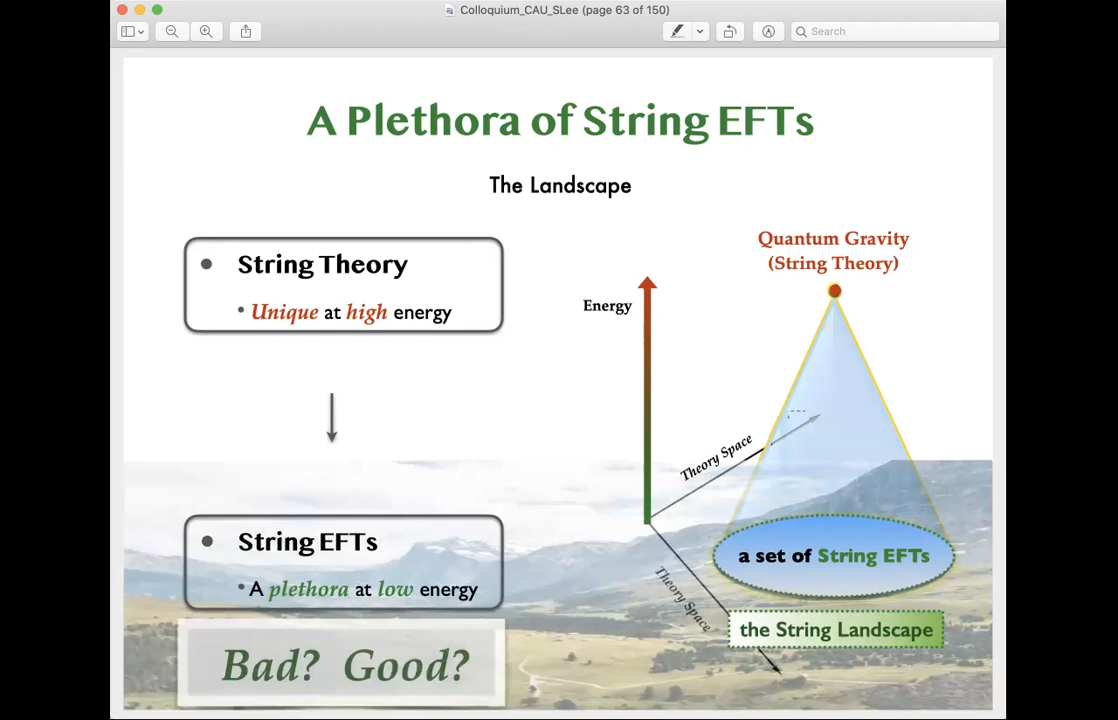 Colloquium_CAU_SLee (page 63 of 150)
Search
A Plethora of String EFTs
The Landscape
• String Theory
• Unique at high energy
Quantum Gravity
(String Theory)
Energy
Theory Space
• String EFTs
• A plethora at low energy
a set of String EFTs
Theory Space
the String Landscape
Bad? Good?